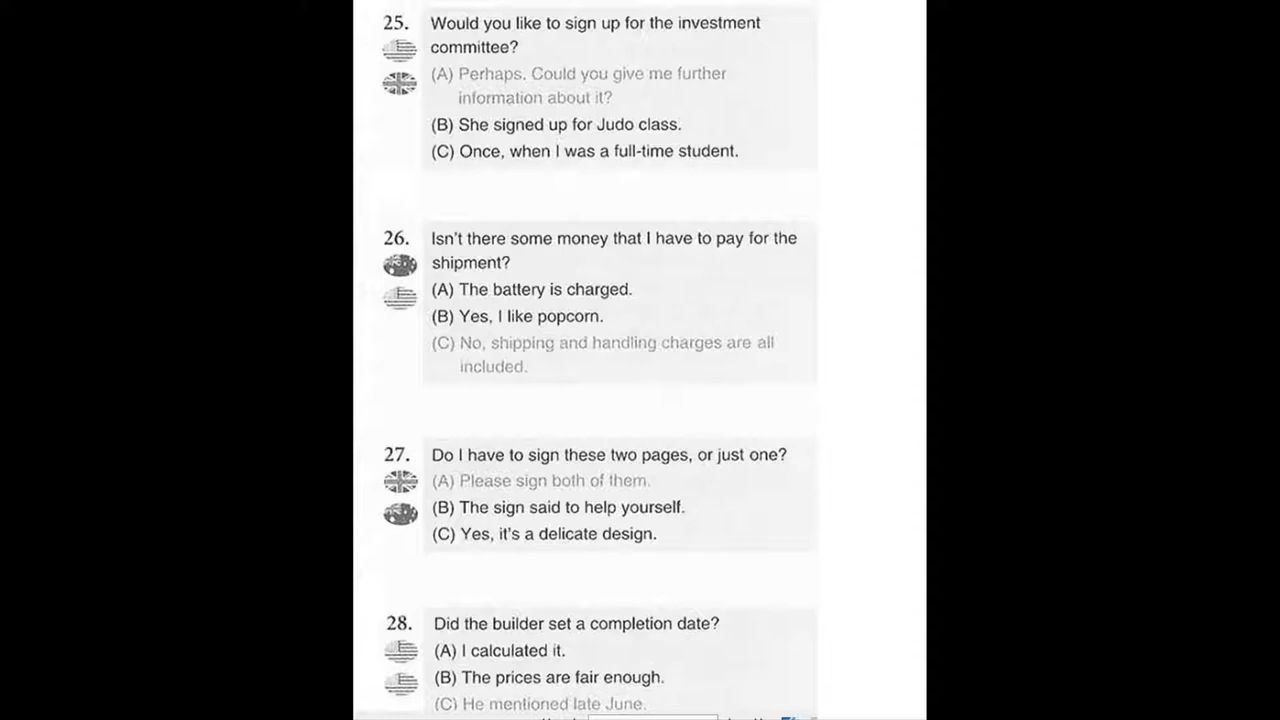 25. Would you like to sign up for the investment
committee?
(A) Perhaps. Could you give me further
information about it?
(B) She signed up for Judo class.
(C) Once, when I was a full-time student.
26. Isn't there some money that I have to pay for the
shipment?
(A) The battery is charged.
(B) Yes, I like popcorn.
(C) No, shipping and handling charges are all
included.
27. Do I have to sign these two pages, or just one?
(A) Please sign both of them.
(B) The sign said to help yourself.
(C) Yes, it's a delicate design.
28. Did the builder set a completion date?
(A) I calculated it.
(B) The prices are fair enough.
(C) He mentioned late June.